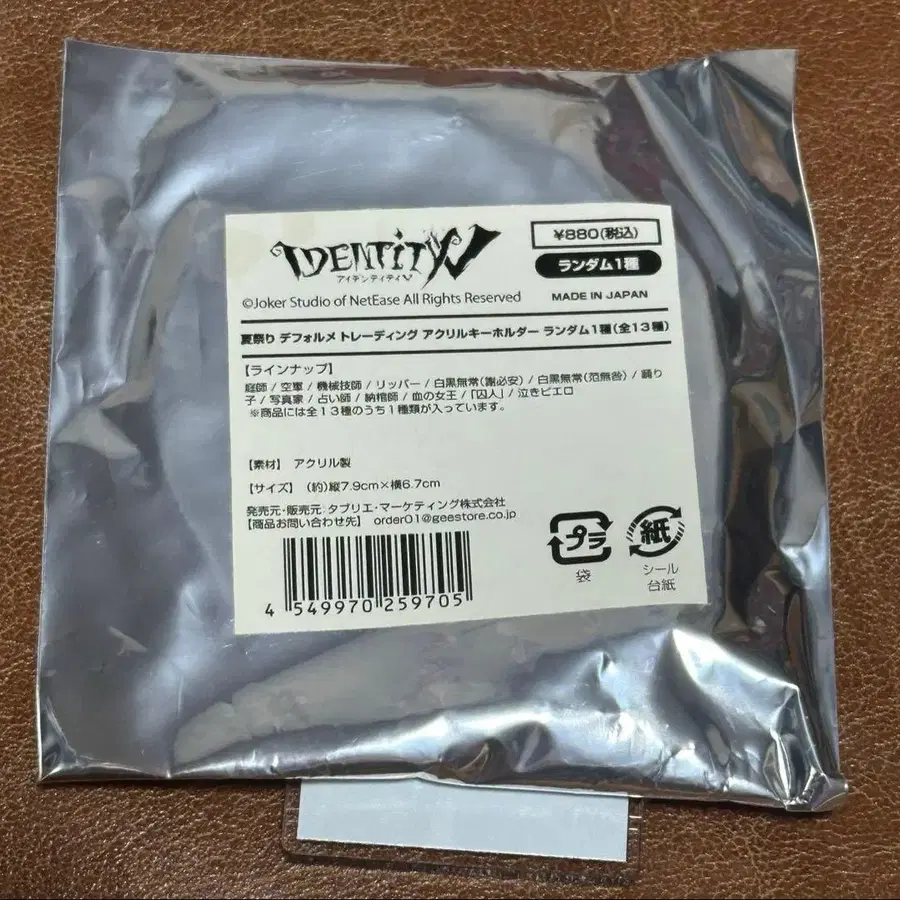 IDENTITY V
アイデンティティV
¥880(税込)
ランダム1種
©Joker Studio of NetEase All Rights Reserved
MADE IN JAPAN
夏祭り デフォルメトレーディング アクリルキーホルダー ランダム1種(全13種)
【ラインナップ】
庭師 / 空軍 / 機械技師 / リッパー / 白黒無常(謝必安) / 白黒無常(范無咎) / 踊り
子 / 写真家 / 占い師 / 納棺師 / 血の女王 / 「囚人」 / 泣きピエロ
※商品には全13種のうち1種類が入っています。
【素材】 アクリル製
【サイズ】 (約)縦7.9cm×横6.7cm
発売元・販売元:タブリエ・マーケティング株式会社
【商品お問い合わせ先】 order01@geestore.co.jp
プラ
袋
紙
シール
台紙
4 549970 259705